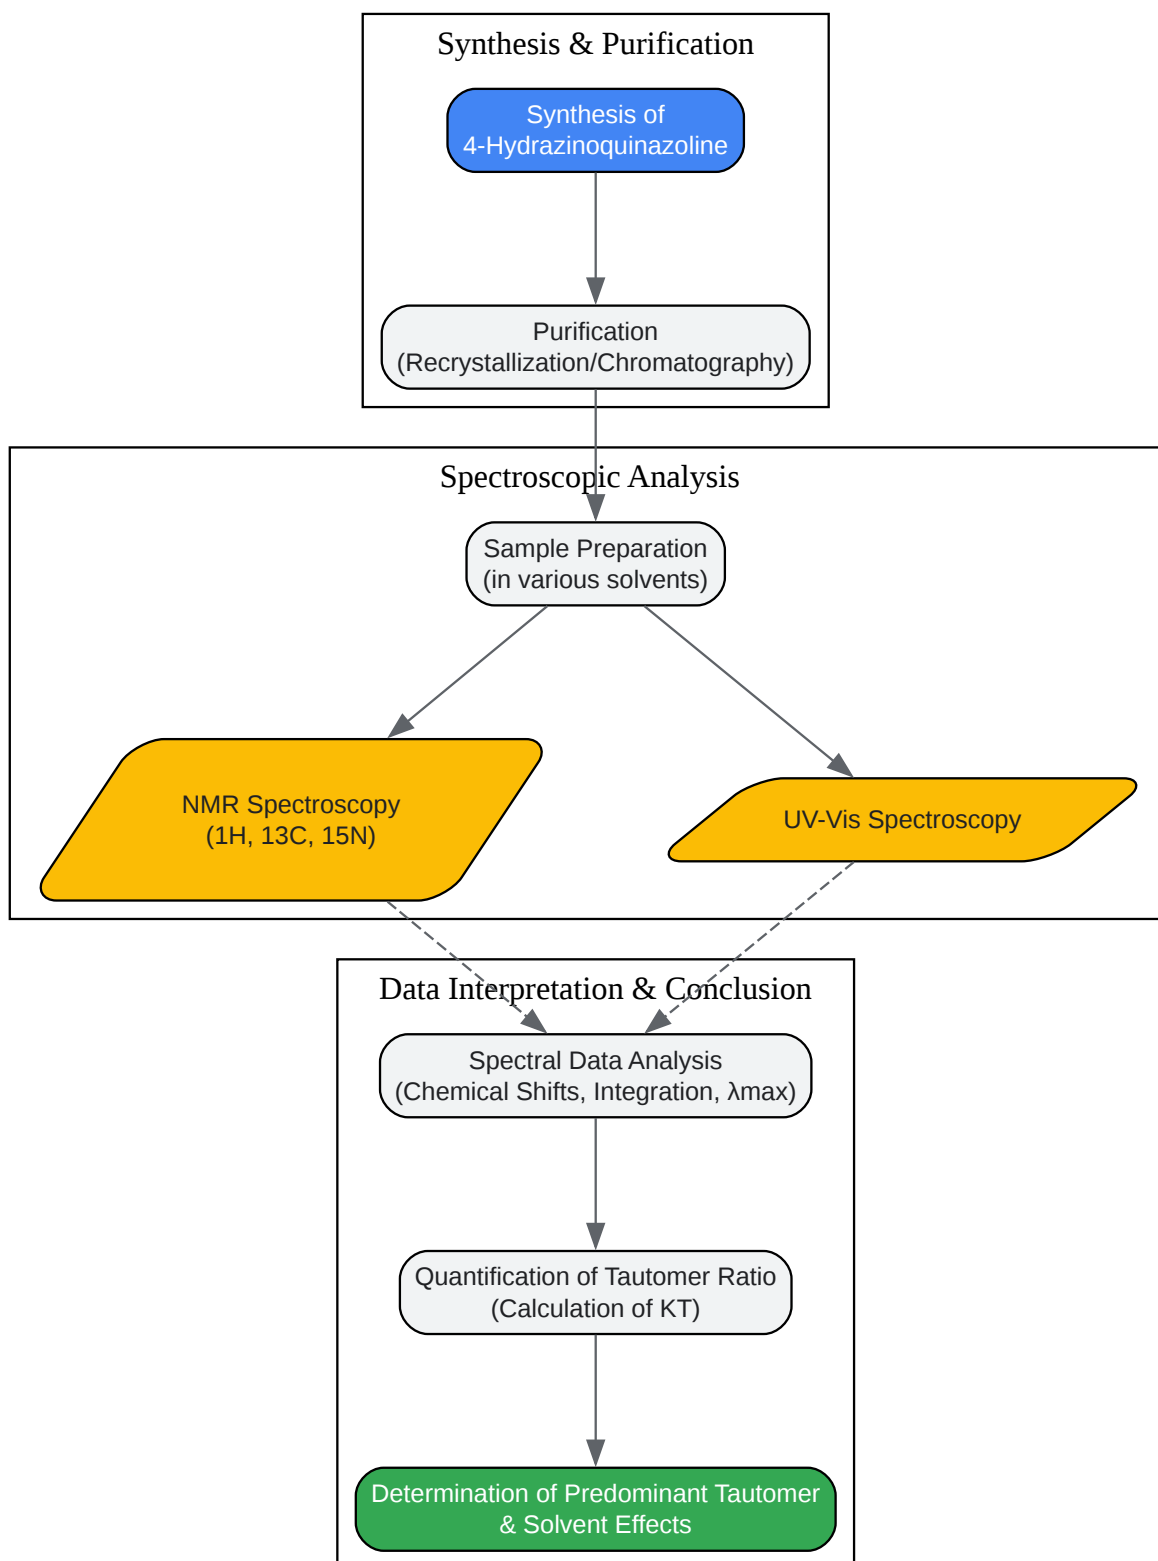 Synthesis & Purification
Synthesis of
4-Hydrazinoquinazoline
Purification
(Recrystallization/Chromatography)
Spectroscopic Analysis
Sample Preparation
(in various solvents)
NMR Spectroscopy
(1H, 13C, 15N)
UV-Vis Spectroscopy
Data Interpretation & Conclusion
Spectral Data Analysis
(Chemical Shifts, Integration, λmax)
Quantification of Tautomer Ratio
(Calculation of KT)
Determination of Predominant Tautomer
& Solvent Effects